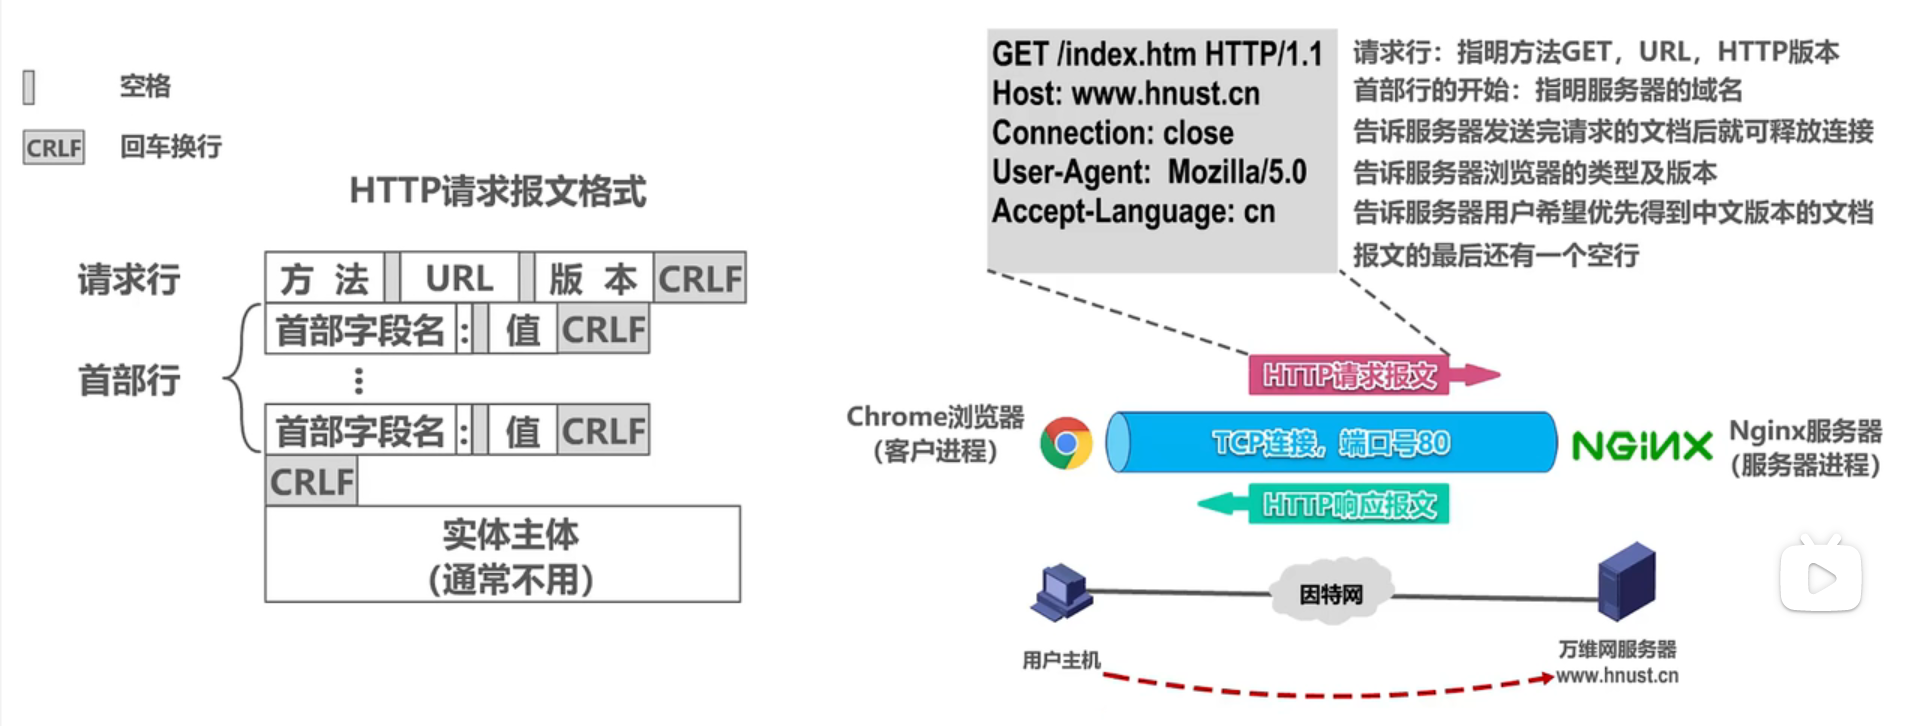 空格
CRLF
回车换行
HTTP请求报文格式
请求行
方 法
URL
版 本
CRLF
首部行
首部字段名
:
值
CRLF
首部字段名
:
值
CRLF
CRLF
实体主体
(通常不用)
GET /index.htm HTTP/1.1
Host: www.hnust.cn
Connection: close
User-Agent: Mozilla/5.0
Accept-Language: cn
请求行：指明方法GET，URL，HTTP版本
首部行的开始：指明服务器的域名
告诉服务器发送完请求的文档后就可释放连接
告诉服务器浏览器的类型及版本
告诉服务器用户希望优先得到中文版本的文档
报文的最后还有一个空行
HTTP请求报文
Chrome浏览器
(客户进程)
TCP连接，端口号80
NGiNX
Nginx服务器
(服务器进程)
HTTP响应报文
因特网
用户主机
万维网服务器
www.hnust.cn